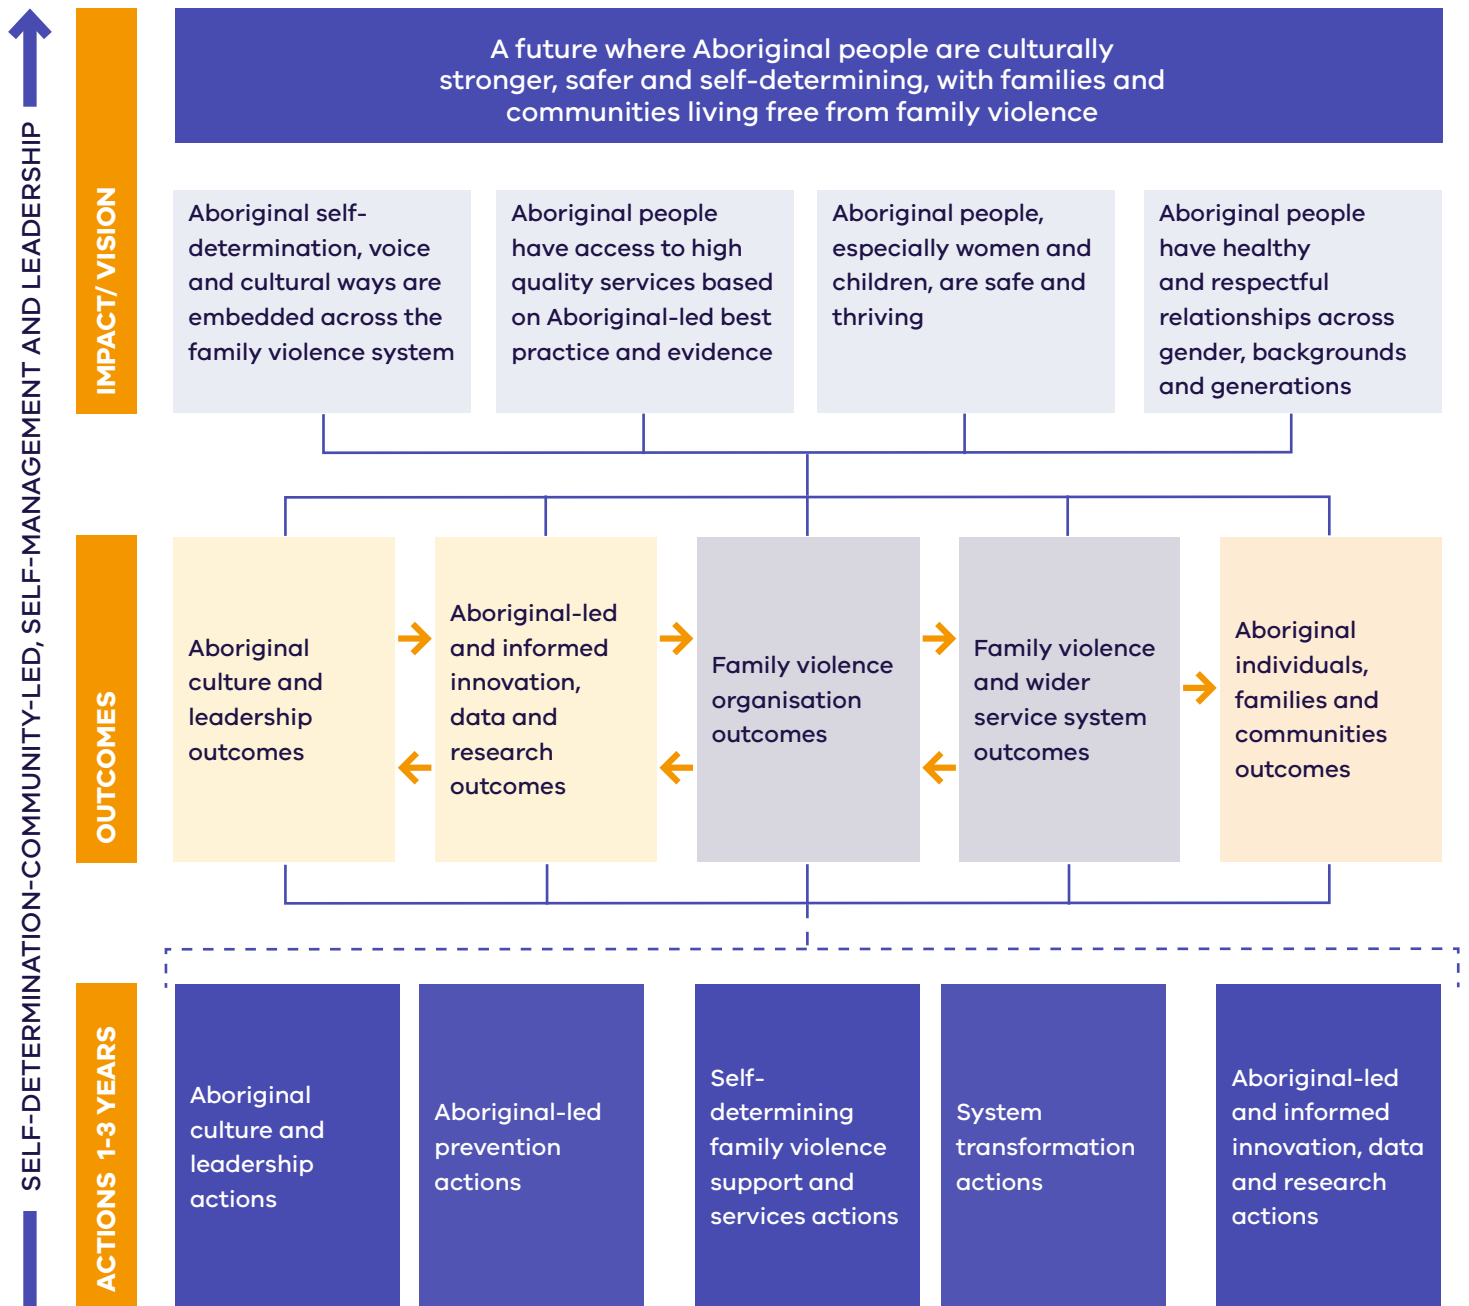 SELF-DETERMINATION-COMMUNITY-LED, SELF-MANAGEMENT AND LEADERSHIP
IMPACT/ VISION
A future where Aboriginal people are culturally
stronger, safer and self-determining, with families and
communities living free from family violence
Aboriginal self-
determination, voice
and cultural ways are
embedded across the
family violence system
Aboriginal people
have access to high
quality services based
on Aboriginal-led best
practice and evidence
Aboriginal people,
especially women and
children, are safe and
thriving
Aboriginal people
have healthy
and respectful
relationships across
gender, backgrounds
and generations
OUTCOMES
Aboriginal
culture and
leadership
outcomes
Aboriginal-led
and informed
innovation,
data and
research
outcomes
Family violence
organisation
outcomes
Family violence
and wider
service system
outcomes
Aboriginal
individuals,
families and
communities
outcomes
ACTIONS 1-3 YEARS
Aboriginal
culture and
leadership
actions
Aboriginal-led
prevention
actions
Self-
determining
family violence
support and
services actions
System
transformation
actions
Aboriginal-led
and informed
innovation, data
and research
actions